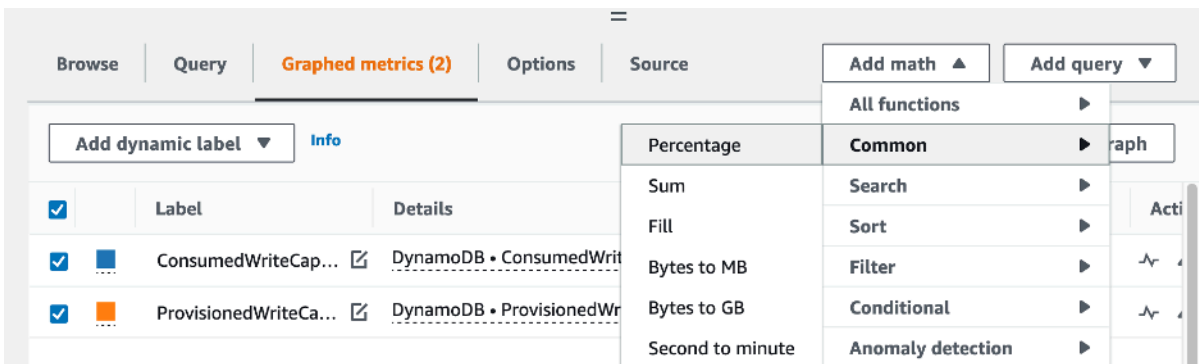 Browse Query Graphed metrics (2) Options Source Add math Add query
All functions
Add dynamic label Info Percentage Common raph
Sum Search
Label Details Acti
Fill Sort
ConsumedWriteCap... DynamoDB • ConsumedWrit Bytes to MB Filter
ProvisionedWriteCa... DynamoDB • ProvisionedWr Bytes to GB Conditional
Second to minute Anomaly detection